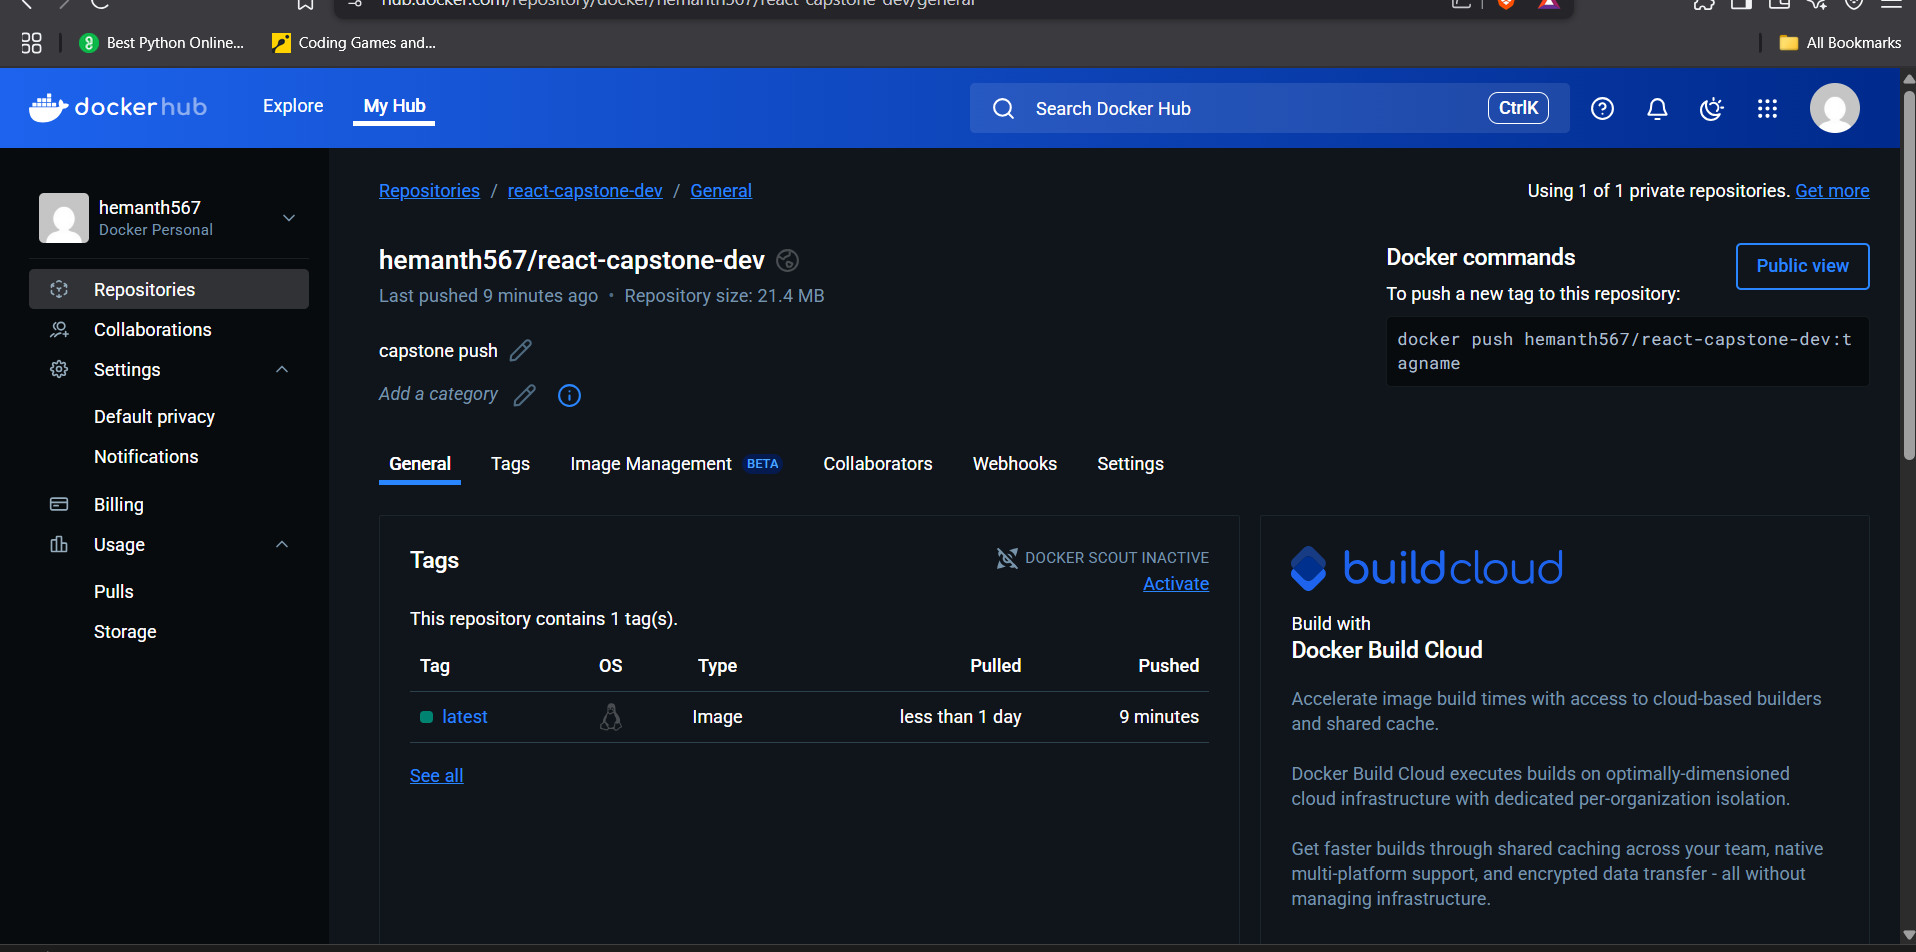 hub.docker.com/repository/docker/hemanth567/react-capstone-dev/general
Best Python Online...
Coding Games and...
All Bookmarks
dockerhub
Explore
My Hub
Search Docker Hub
CtrlK
hemanth567
Docker Personal
Repositories
Collaborations
Settings
Default privacy
Notifications
Billing
Usage
Pulls
Storage
Repositories / react-capstone-dev / General
Using 1 of 1 private repositories. Get more
hemanth567/react-capstone-dev
Last pushed 9 minutes ago • Repository size: 21.4 MB
capstone push
Add a category
Docker commands
Public view
To push a new tag to this repository:
docker push hemanth567/react-capstone-dev:t
agname
General
Tags
Image Management BETA
Collaborators
Webhooks
Settings
Tags
DOCKER SCOUT INACTIVE
Activate
This repository contains 1 tag(s).
Tag OS Type Pulled Pushed
latest Image less than 1 day 9 minutes
See all
buildcloud
Build with
Docker Build Cloud
Accelerate image build times with access to cloud-based builders
and shared cache.
Docker Build Cloud executes builds on optimally-dimensioned
cloud infrastructure with dedicated per-organization isolation.
Get faster builds through shared caching across your team, native
multi-platform support, and encrypted data transfer - all without
managing infrastructure.